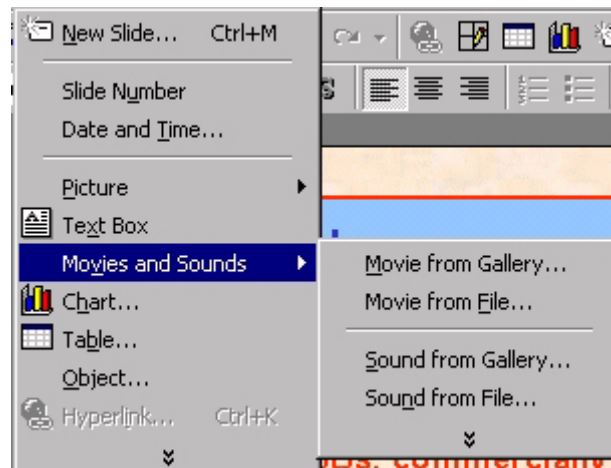 New Slide... Ctrl+M
Slide Number
Date and Time...
Picture
Text Box
Movies and Sounds
Chart...
Table...
Object...
Hyperlink... Ctrl+K
Movie from Gallery...
Movie from File...
Sound from Gallery...
Sound from File...